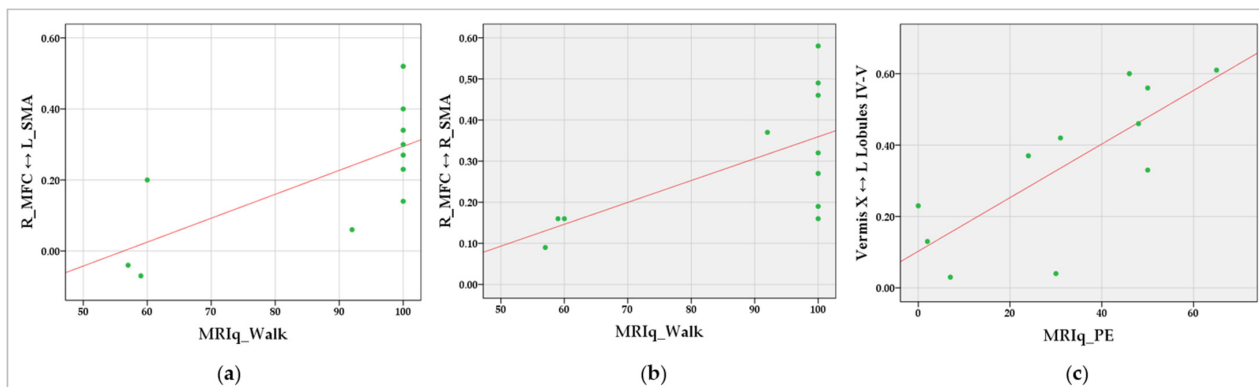 R_MFC ↔ L_SMA
0.60
0.40
0.20
0.00
50 60 70 80 90 100
MRIq_Walk
(a)
R_MFC ↔ R_SMA
0.60
0.50
0.40
0.30
0.20
0.10
0.00
50 60 70 80 90 100
MRIq_Walk
(b)
Vermis X ↔ L Lobules IV-V
0.60
0.40
0.20
0.00
0 20 40 60
MRIq_PE
(c)